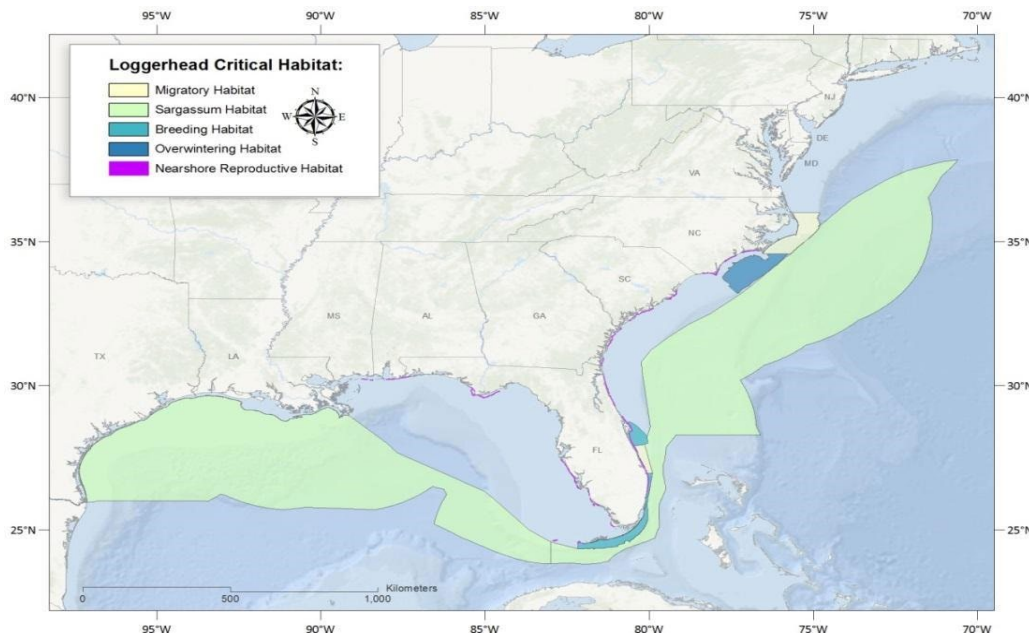 95°W 90°W 85°W 80°W 75°W 70°W
Loggerhead Critical Habitat:
Migratory Habitat
Sargassum Habitat
Breeding Habitat
Overwintering Habitat
Nearshore Reproductive Habitat
N
W E
S
40°N 40°N
NJ
DE
MD
VA
35°N 35°N
NC
SC
MS AL GA
TX LA
30°N 30°N
FL
25°N 25°N
Kilometers
0 500 1,000
95°W 90°W 85°W 80°W 75°W 70°W